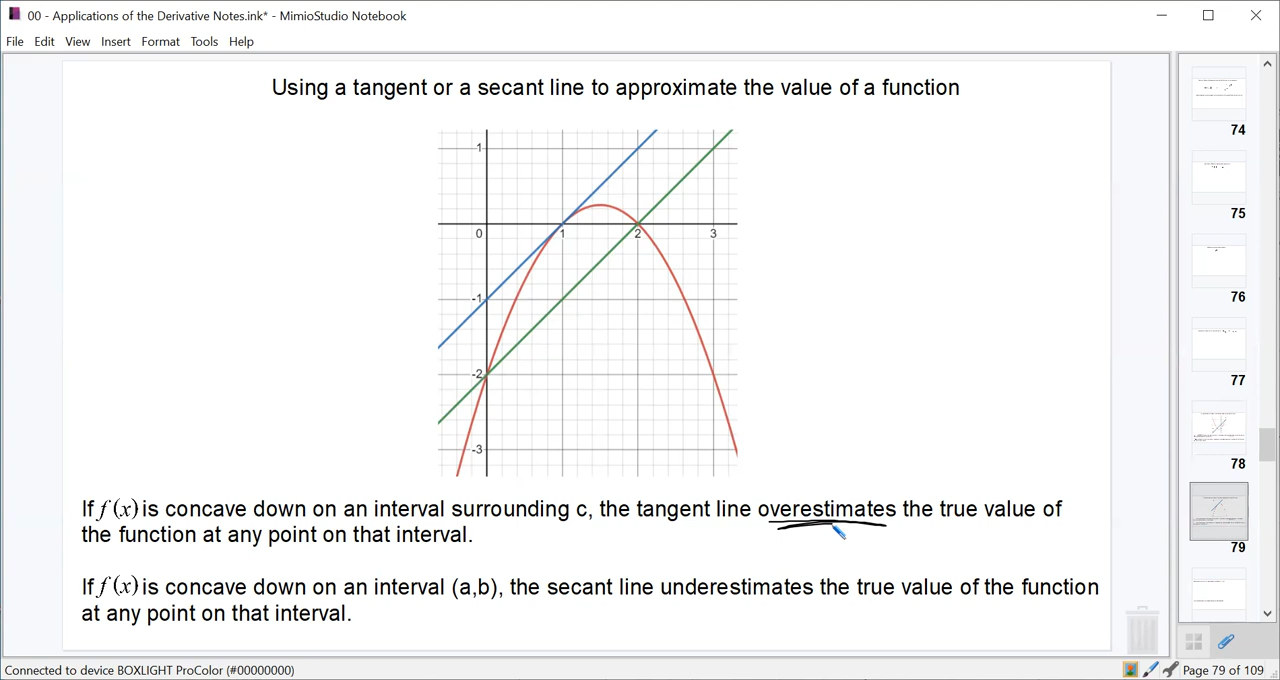 00 - Applications of the Derivative Notes.ink* - MimioStudio Notebook
File Edit View Insert Format Tools Help
Using a tangent or a secant line to approximate the value of a function
1
0 1 2 3
-1
-2
-3
If f(x) is concave down on an interval surrounding c, the tangent line overestimates the true value of
the function at any point on that interval.
If f(x) is concave down on an interval (a,b), the secant line underestimates the true value of the function
at any point on that interval.
74
75
76
77
78
79
Connected to device BOXLIGHT ProColor (#00000000)
Page 79 of 109